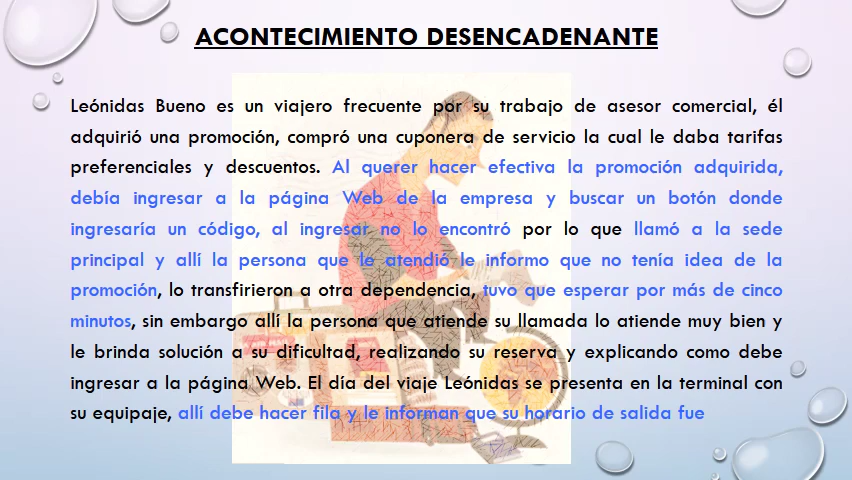 ACONTECIMIENTO DESENCADENANTE
Leónidas Bueno es un viajero frecuente por su trabajo de asesor comercial, él
adquirió una promoción, compró una cuponera de servicio la cual le daba tarifas
preferenciales y descuentos. Al querer hacer efectiva la promoción adquirida,
debía ingresar a la página Web de la empresa y buscar un botón donde
ingresaría un código, al ingresar no lo encontró por lo que llamó a la sede
principal y allí la persona que le atendió le informo que no tenía idea de la
promoción, lo transfirieron a otra dependencia, tuvo que esperar por más de cinco
minutos, sin embargo allí la persona que atiende su llamada lo atiende muy bien y
le brinda solución a su dificultad, realizando su reserva y explicando como debe
ingresar a la página Web. El día del viaje Leónidas se presenta en la terminal con
su equipaje, allí debe hacer fila y le informan que su horario de salida fue